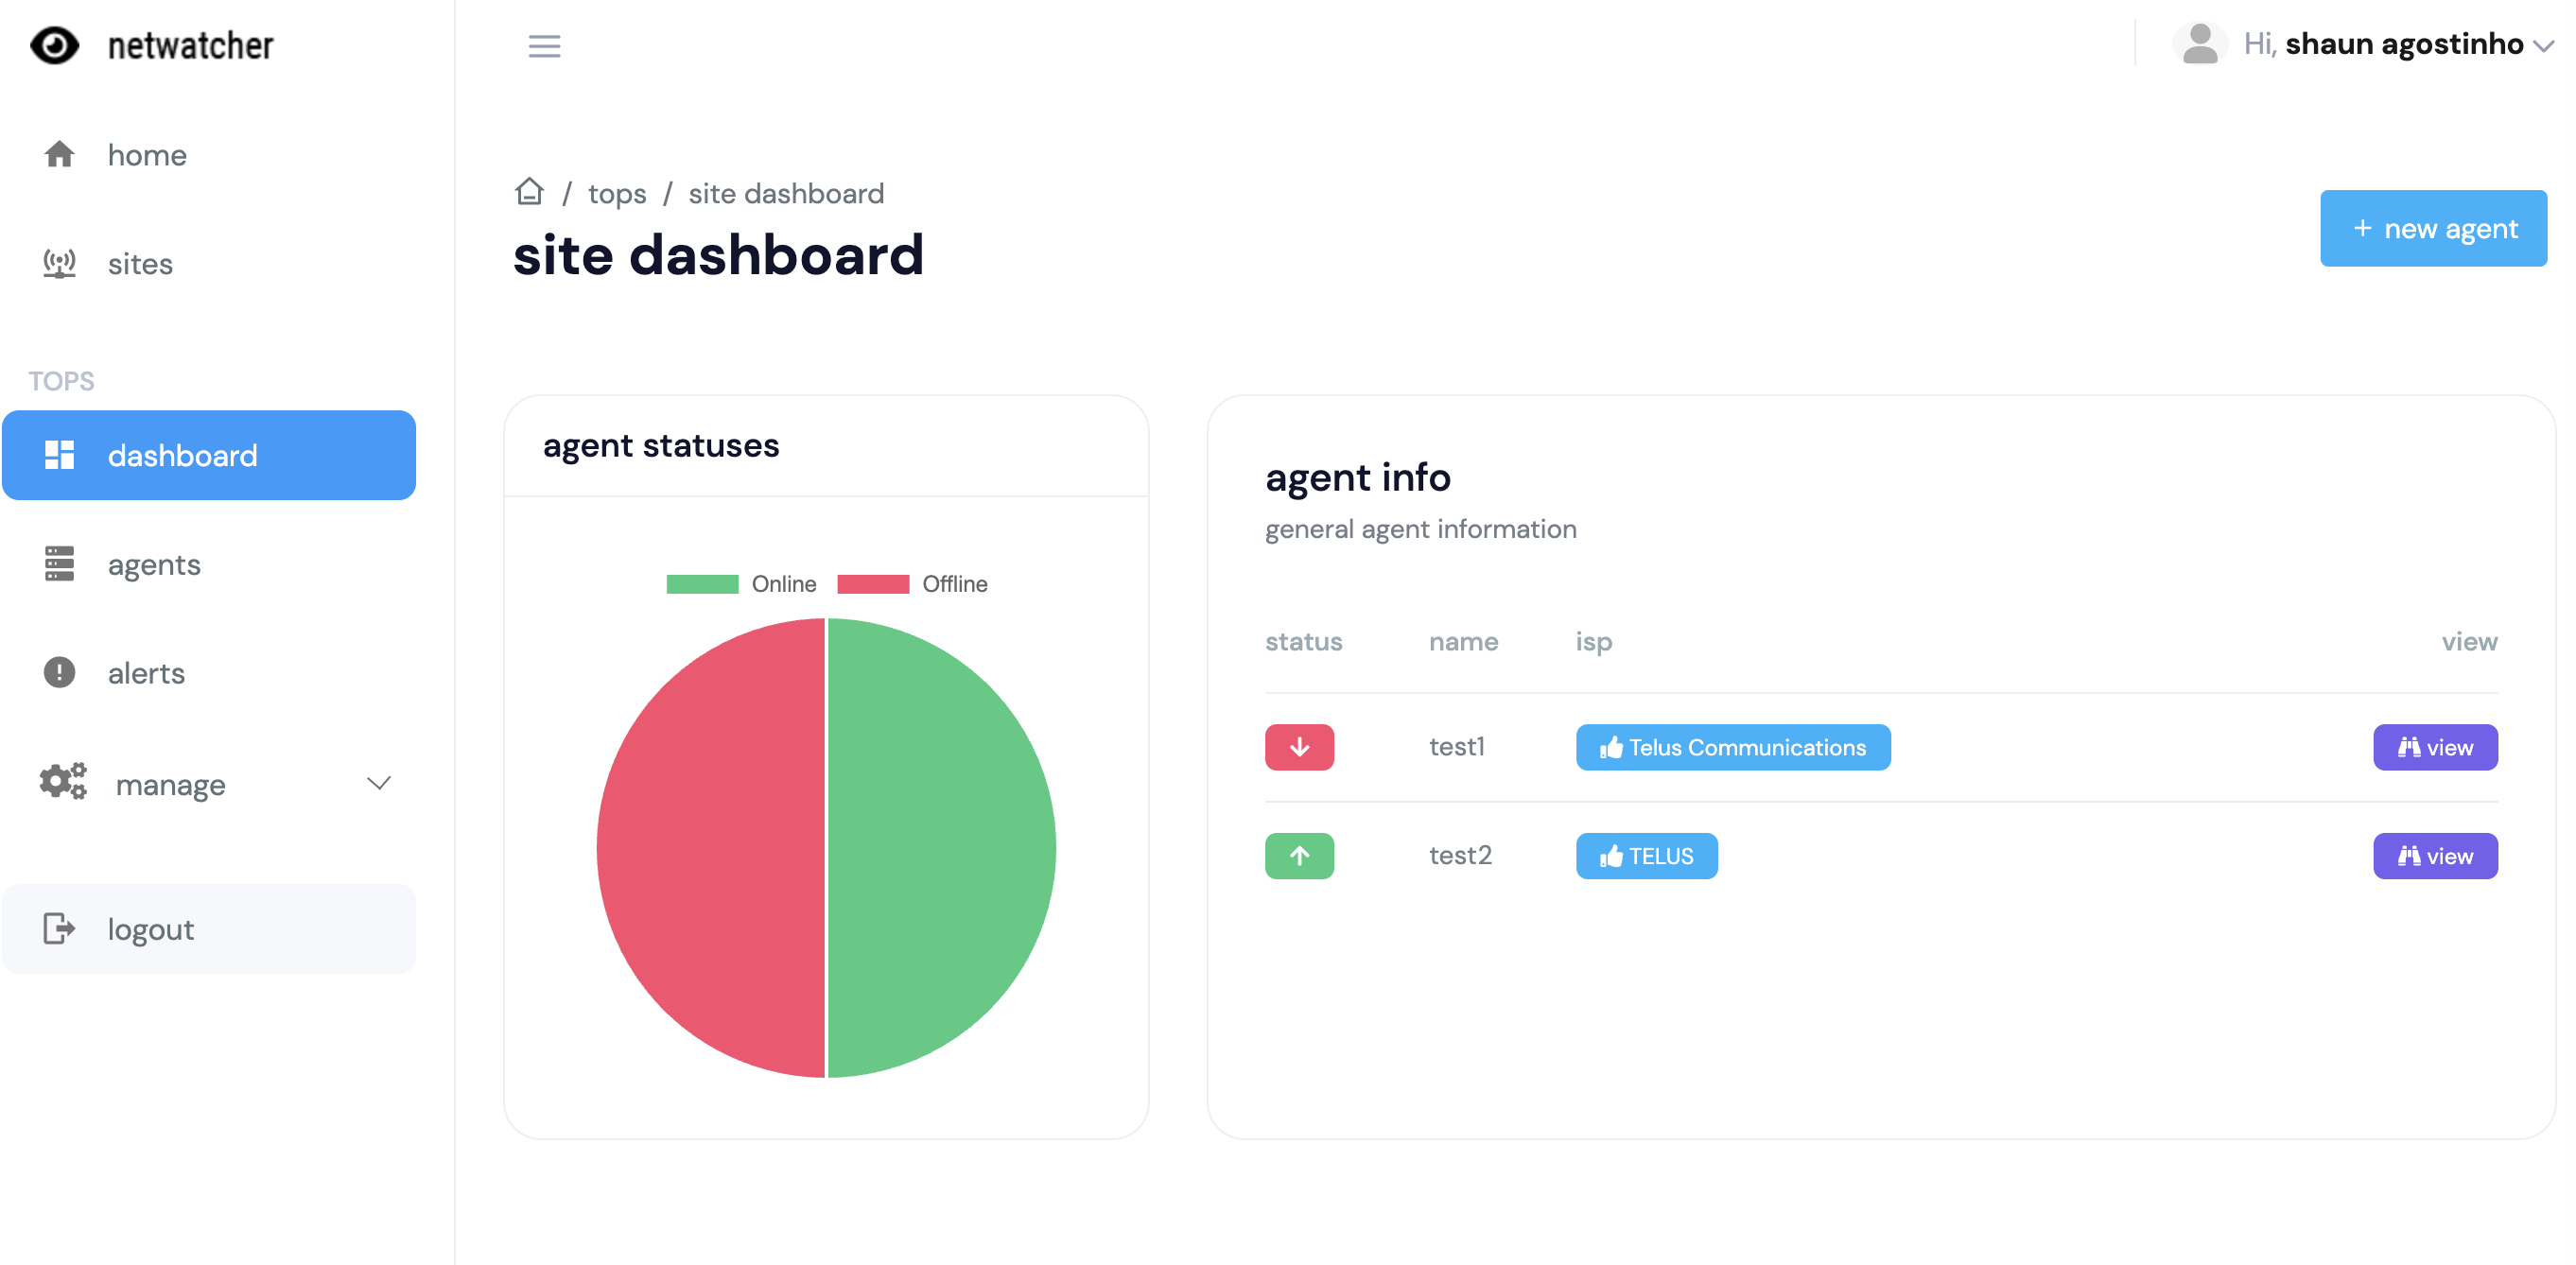 netwatcher
Hi, shaun agostinho
home
sites
TOPS
dashboard
agents
alerts
manage
logout
/ tops / site dashboard
site dashboard
+ new agent
agent statuses
Online Offline
agent info
general agent information
status name isp view
test1 Telus Communications view
test2 TELUS view